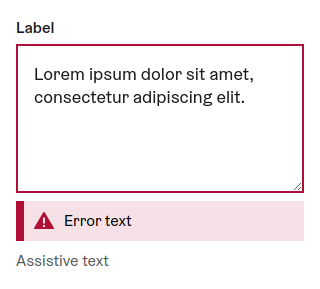 Label
Lorem ipsum dolor sit amet,
consectetur adipiscing elit.
Error text
Assistive text